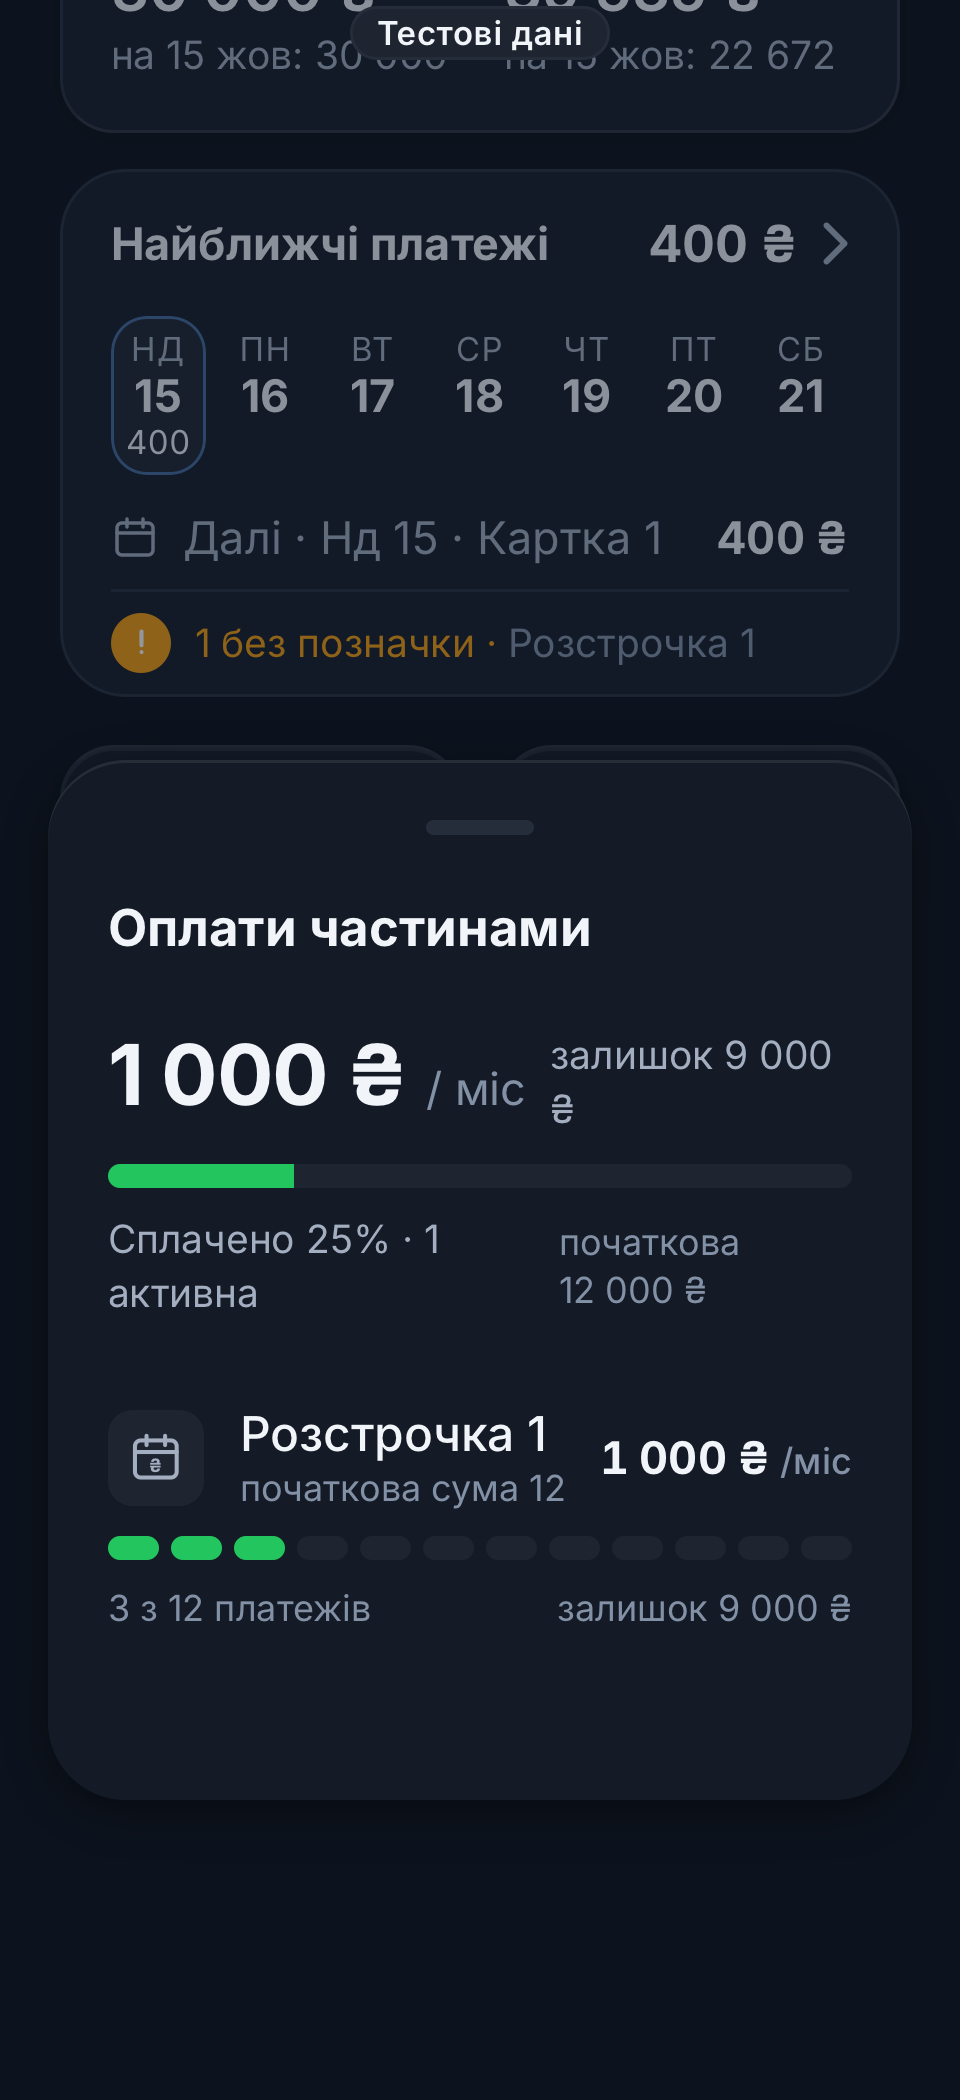 Тестові дані
на 15 жов: 30 000 на 15 жов: 22 672
Найближчі платежі 400 ₴
НД ПН ВТ СР ЧТ ПТ СБ
15 16 17 18 19 20 21
400
Далі · Нд 15 · Картка 1 400 ₴
! 1 без позначки · Розстрочка 1
Оплати частинами
1 000 ₴ / міс залишок 9 000
₴
Сплачено 25% · 1
активна
початкова
12 000 ₴
Розстрочка 1
початкова сума 12
1 000 ₴ /міс
3 з 12 платежів залишок 9 000 ₴